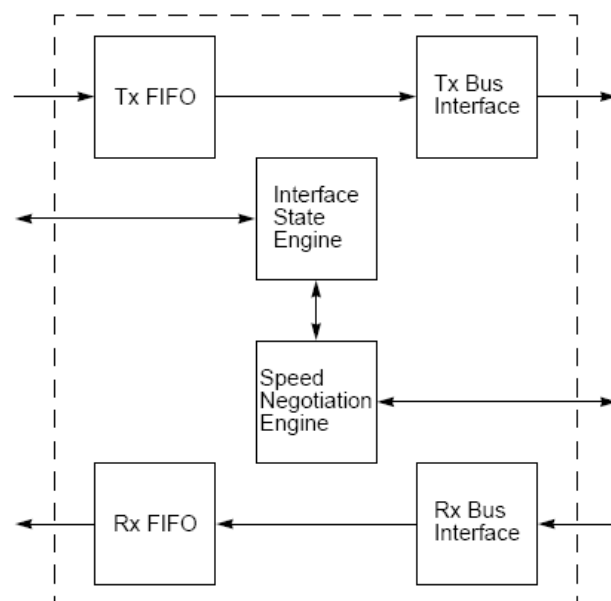 Tx FIFO
Tx Bus
Interface
Interface
State
Engine
Speed
Negotiation
Engine
Rx FIFO
Rx Bus
Interface